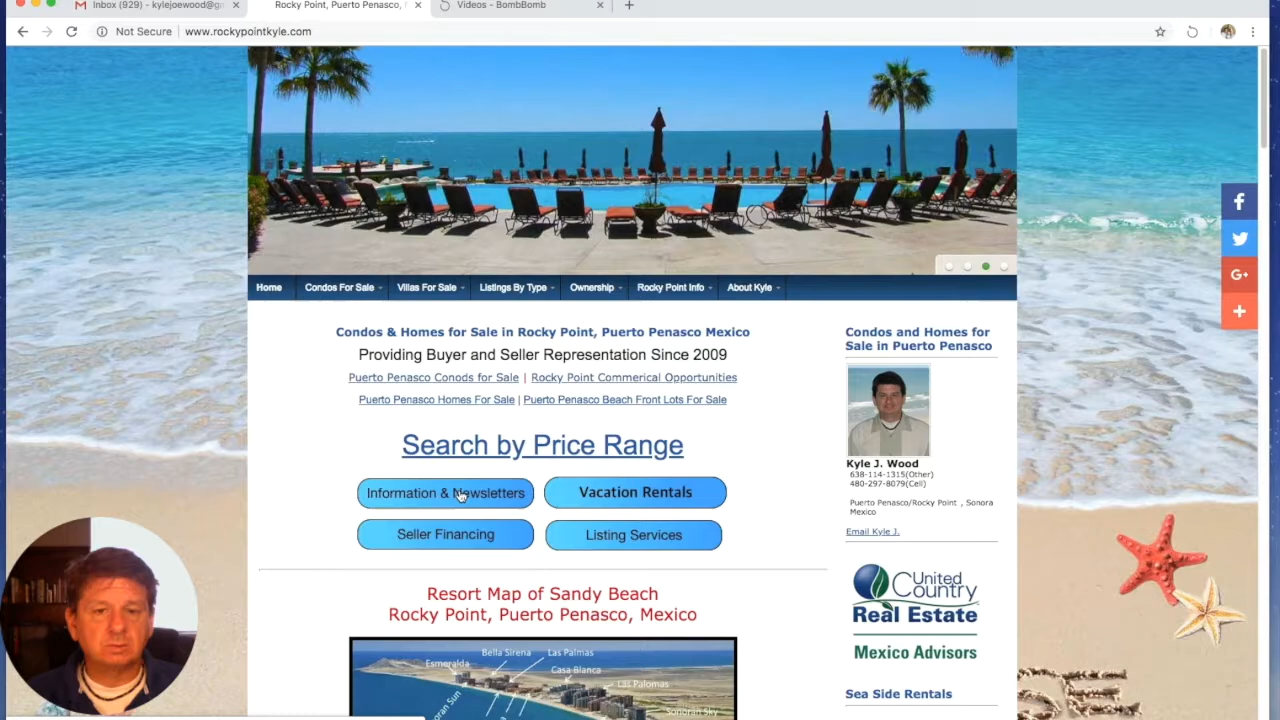 Inbox (929) - kylejoewood@g
Rocky Point, Puerto Penasco,
Videos - BombBomb
Not Secure
www.rockypointkyle.com
Home
Condos For Sale
Villas For Sale
Listings By Type
Ownership
Rocky Point Info
About Kyle
Condos & Homes for Sale in Rocky Point, Puerto Penasco Mexico
Providing Buyer and Seller Representation Since 2009
Puerto Penasco Conods for Sale | Rocky Point Commerical Opportunities
Puerto Penasco Homes For Sale | Puerto Penasco Beach Front Lots For Sale
Search by Price Range
Information & Newsletters
Vacation Rentals
Seller Financing
Listing Services
Resort Map of Sandy Beach
Rocky Point, Puerto Penasco, Mexico
Bella Sirena
Las Palmas
Esmeralda
Casa Blanca
Las Palomas
Sonoran Sun
Sonoran Sky
Condos and Homes for
Sale in Puerto Penasco
Kyle J. Wood
638-114-1315(Other)
480-297-8079(Cell)
Puerto Penasco/Rocky Point , Sonora
Mexico
Email Kyle J.
United
Country
Real Estate
Mexico Advisors
Sea Side Rentals
f
G+